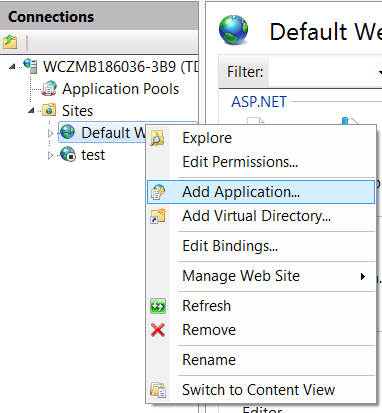 Connections
Default We
WCZMB186036-3B9 (TD
Application Pools
Sites
Default W
test
Filter:
ASP.NET
Explore
Edit Permissions...
Add Application...
Add Virtual Directory...
Edit Bindings...
Manage Web Site
Refresh
Remove
Rename
Switch to Content View
Editor